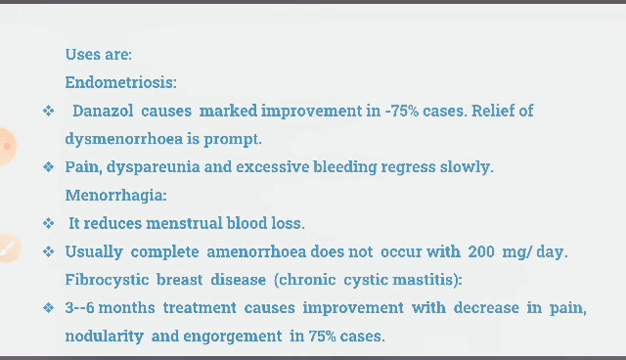 Uses are:
Endometriosis:
❖ Danazol causes marked improvement in -75% cases. Relief of
dysmenorrhoea is prompt.
❖ Pain, dyspareunia and excessive bleeding regress slowly.
Menorrhagia:
❖ It reduces menstrual blood loss.
❖ Usually complete amenorrhoea does not occur with 200 mg/ day.
Fibrocystic breast disease (chronic cystic mastitis):
❖ 3--6 months treatment causes improvement with decrease in pain,
nodularity and engorgement in 75% cases.